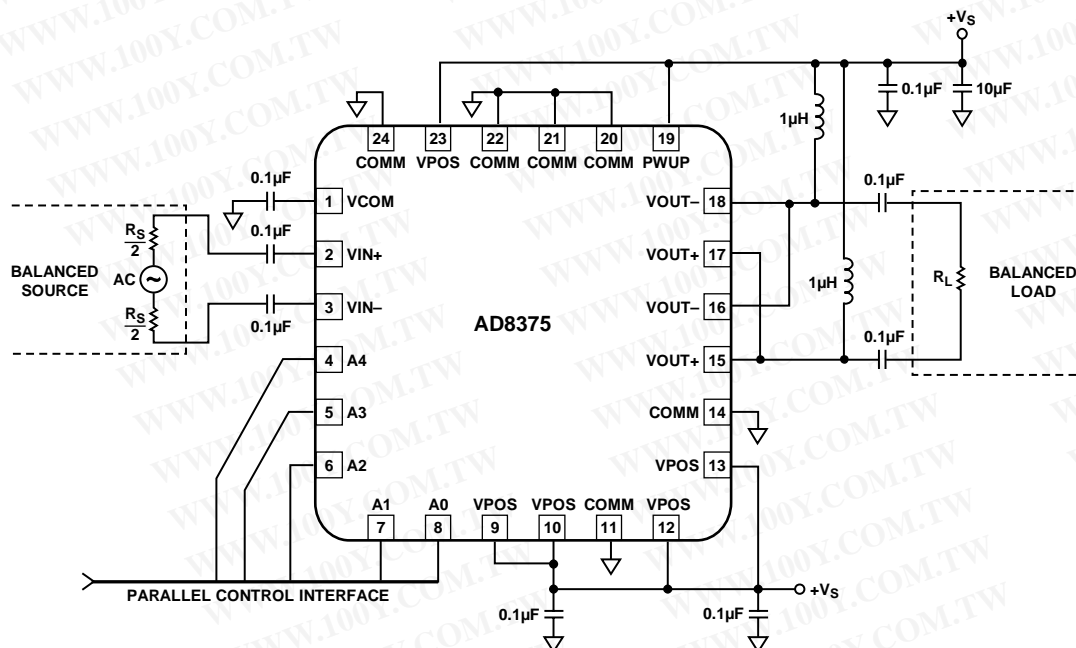 +VS
0.1µF
10µF
1µH
24
23
22
21
20
19
COMM
VPOS
COMM
COMM
COMM
PWUP
0.1µF
1
VCOM
VOUT–
18
0.1µF
RS
2
0.1µF
2
VIN+
VOUT+
17
BALANCED
SOURCE
AC
1µH
RL
BALANCED
LOAD
RS
2
3
VIN–
VOUT–
16
0.1µF
AD8375
0.1µF
4
A4
VOUT+
15
5
A3
COMM
14
6
A2
VPOS
13
A1
A0
VPOS
VPOS
COMM
VPOS
7
8
9
10
11
12
PARALLEL CONTROL INTERFACE
+VS
0.1µF
0.1µF
WWW.100Y.COM.TW